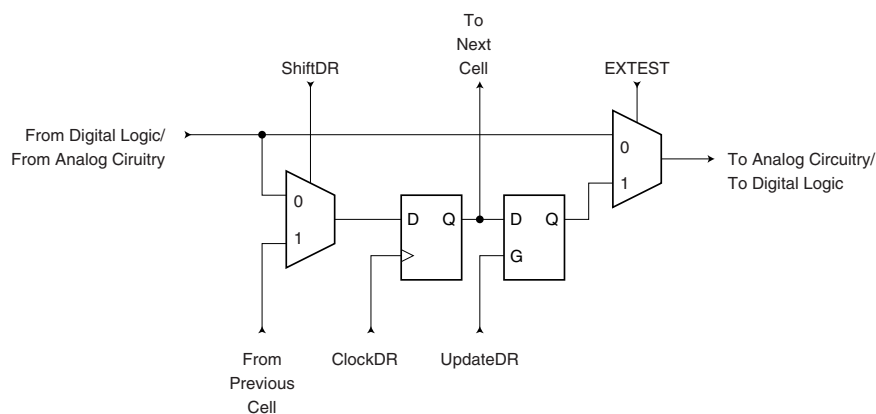 To
Next
Cell
ShiftDR
EXTEST
From Digital Logic/
From Analog Ciruitry
0
1
D Q
D Q
G
0
1
To Analog Circuitry/
To Digital Logic
From
Previous
Cell
ClockDR
UpdateDR